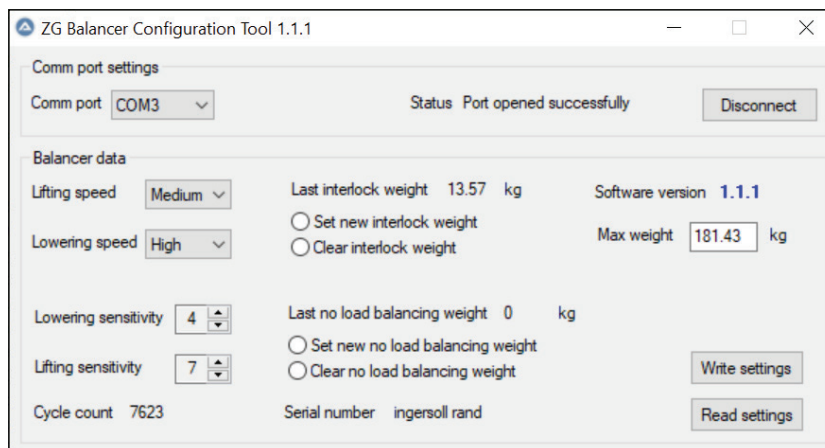 ZG Balancer Configuration Tool 1.1.1
Comm port settings
Comm port COM3 Status Port opened successfully Disconnect
Balancer data
Lifting speed Medium Last interlock weight 13.57 kg Software version 1.1.1
Set new interlock weight
Lowering speed High Clear interlock weight Max weight 181.43 kg
Lowering sensitivity 4 Last no load balancing weight 0 kg
Set new no load balancing weight
Lifting sensitivity 7 Clear no load balancing weight Write settings
Cycle count 7623 Serial number ingersoll rand Read settings